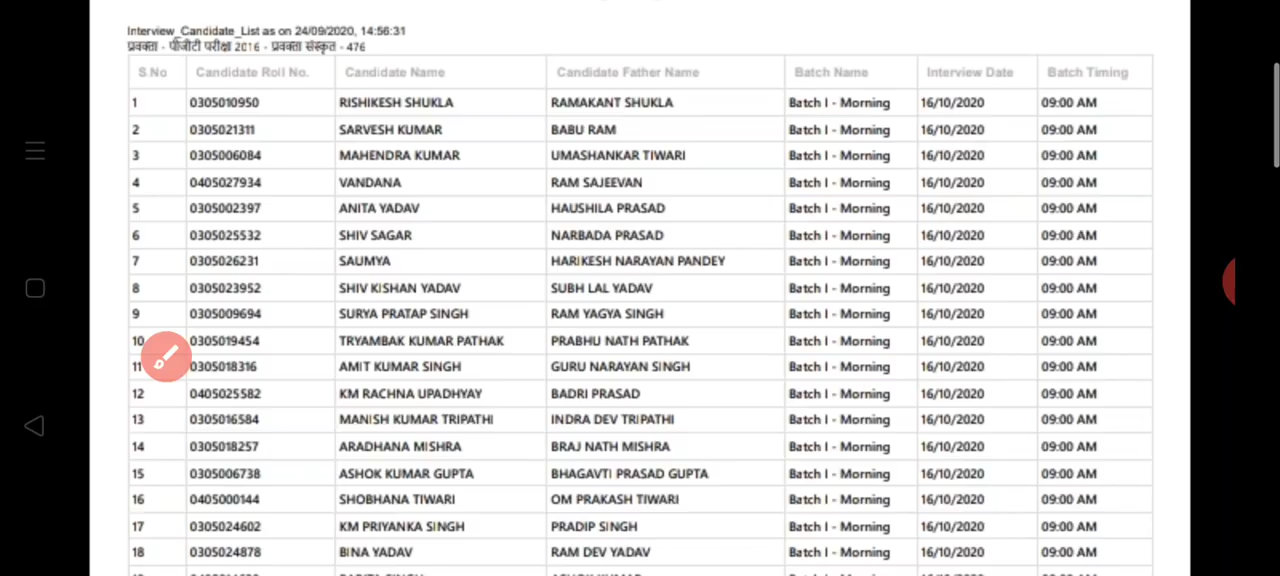 Interview_Candidate_List as on 24/09/2020, 14:56:31
प्रवक्ता - पीजीटी परीक्षा 2016 - प्रवक्ता संस्कृत - 476
S.No Candidate Roll No. Candidate Name Candidate Father Name Batch Name Interview Date Batch Timing
1 0305010950 RISHIKESH SHUKLA RAMAKANT SHUKLA Batch I - Morning 16/10/2020 09:00 AM
2 0305021311 SARVESH KUMAR BABU RAM Batch I - Morning 16/10/2020 09:00 AM
3 0305006084 MAHENDRA KUMAR UMASHANKAR TIWARI Batch I - Morning 16/10/2020 09:00 AM
4 0405027934 VANDANA RAM SAJEEVAN Batch I - Morning 16/10/2020 09:00 AM
5 0305002397 ANITA YADAV HAUSHILA PRASAD Batch I - Morning 16/10/2020 09:00 AM
6 0305025532 SHIV SAGAR NARBADA PRASAD Batch I - Morning 16/10/2020 09:00 AM
7 0305026231 SAUMYA HARIKESH NARAYAN PANDEY Batch I - Morning 16/10/2020 09:00 AM
8 0305023952 SHIV KISHAN YADAV SUBH LAL YADAV Batch I - Morning 16/10/2020 09:00 AM
9 0305009694 SURYA PRATAP SINGH RAM YAGYA SINGH Batch I - Morning 16/10/2020 09:00 AM
10 0305019454 TRYAMBAK KUMAR PATHAK PRABHU NATH PATHAK Batch I - Morning 16/10/2020 09:00 AM
11 0305018316 AMIT KUMAR SINGH GURU NARAYAN SINGH Batch I - Morning 16/10/2020 09:00 AM
12 0405025582 KM RACHNA UPADHYAY BADRI PRASAD Batch I - Morning 16/10/2020 09:00 AM
13 0305016584 MANISH KUMAR TRIPATHI INDRA DEV TRIPATHI Batch I - Morning 16/10/2020 09:00 AM
14 0305018257 ARADHANA MISHRA BRAJ NATH MISHRA Batch I - Morning 16/10/2020 09:00 AM
15 0305006738 ASHOK KUMAR GUPTA BHAGAVTI PRASAD GUPTA Batch I - Morning 16/10/2020 09:00 AM
16 0405000144 SHOBHANA TIWARI OM PRAKASH TIWARI Batch I - Morning 16/10/2020 09:00 AM
17 0305024602 KM PRIYANKA SINGH PRADIP SINGH Batch I - Morning 16/10/2020 09:00 AM
18 0305024878 BINA YADAV RAM DEV YADAV Batch I - Morning 16/10/2020 09:00 AM